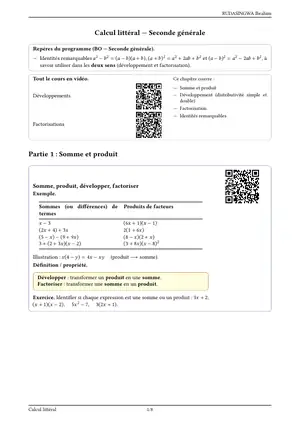 RUDASINGWA Ibrahim
Calcul littéral — Seconde générale
Repères du programme (BO – Seconde générale).
– Identités remarquables a² − b² = (a − b)(a + b), (a + b)² = a² + 2ab + b² et (a − b)² = a² − 2ab + b², à
savoir utiliser dans les deux sens (développement et factorisation).
Tout le cours en vidéo.
Développements
Factorisations
Ce chapitre couvre :
– Somme et produit
– Développement (distributivité simple et
double)
– Factorisation
– Identités remarquables
Partie 1 : Somme et produit
Somme, produit, développer, factoriser
Exemple.
Sommes (ou différences) de termes
Produits de facteurs
x − 3
(6x + 1)(x − 1)
(2x + 4) + 3x
2(1 + 6x)
(5 − x) − (9 + 9x)
(8 − x)(2 + x)
3 + (2 + 3x)(x − 2)
(3 + 6x)(x − 8)²
Illustration : x(4 − y) = 4x − xy (produit ⟶ somme).
Définition / propriété.
Développer : transformer un produit en une somme.
Factoriser : transformer une somme en un produit.
Exercice. Identifier si chaque expression est une somme ou un produit : 3x + 2,
(x + 1)(x − 2), 5x² − 7, 3(2x + 1).
Calcul littéral
1/8